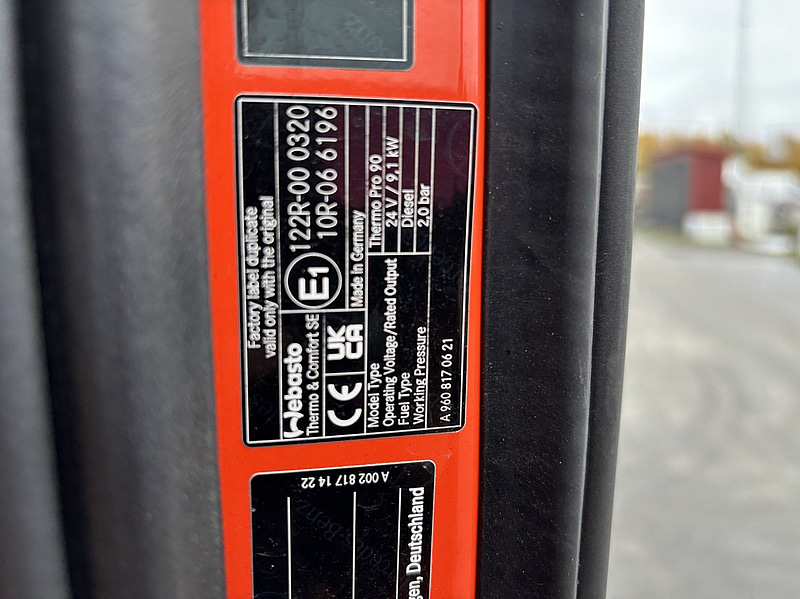 Factory label duplicate
valid only with the original
Webasto
Thermo & Comfort SE
CE
UK
CA
E1
122R-00 0320
10R-06 6196
Made in Germany
Model Type Thermo Pro 90
Operating Voltage/Rated Output 24 V / 9,1 kW
Fuel Type Diesel
Working Pressure 2,0 bar
A 960 817 06 21
A 002 817 14 22
gen, Deutschland